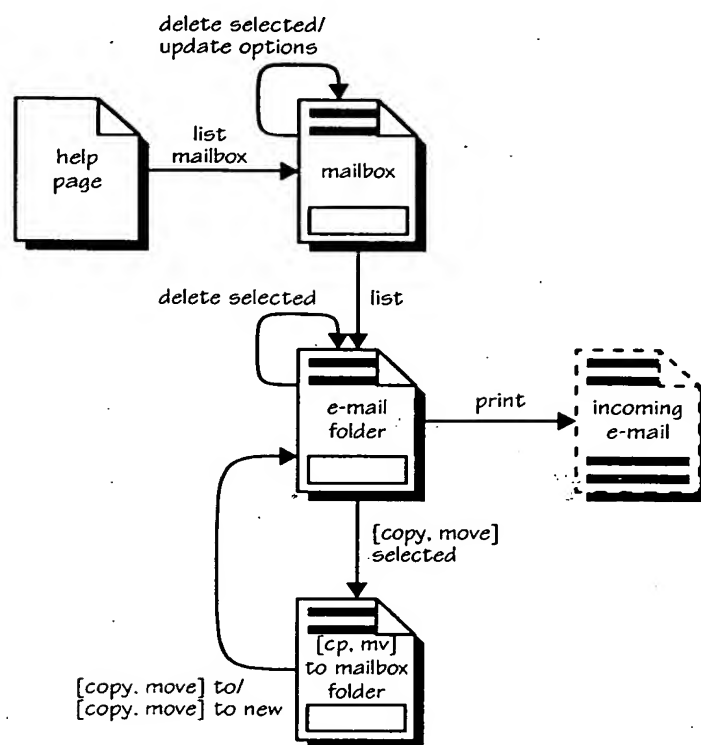 delete selected/
update options
help
page
list
mailbox
mailbox
delete selected
list
e-mail
folder
print
incoming
e-mail
[copy, move]
selected
[cp, mv]
to mailbox
folder
[copy. move] to/
[copy. move] to new